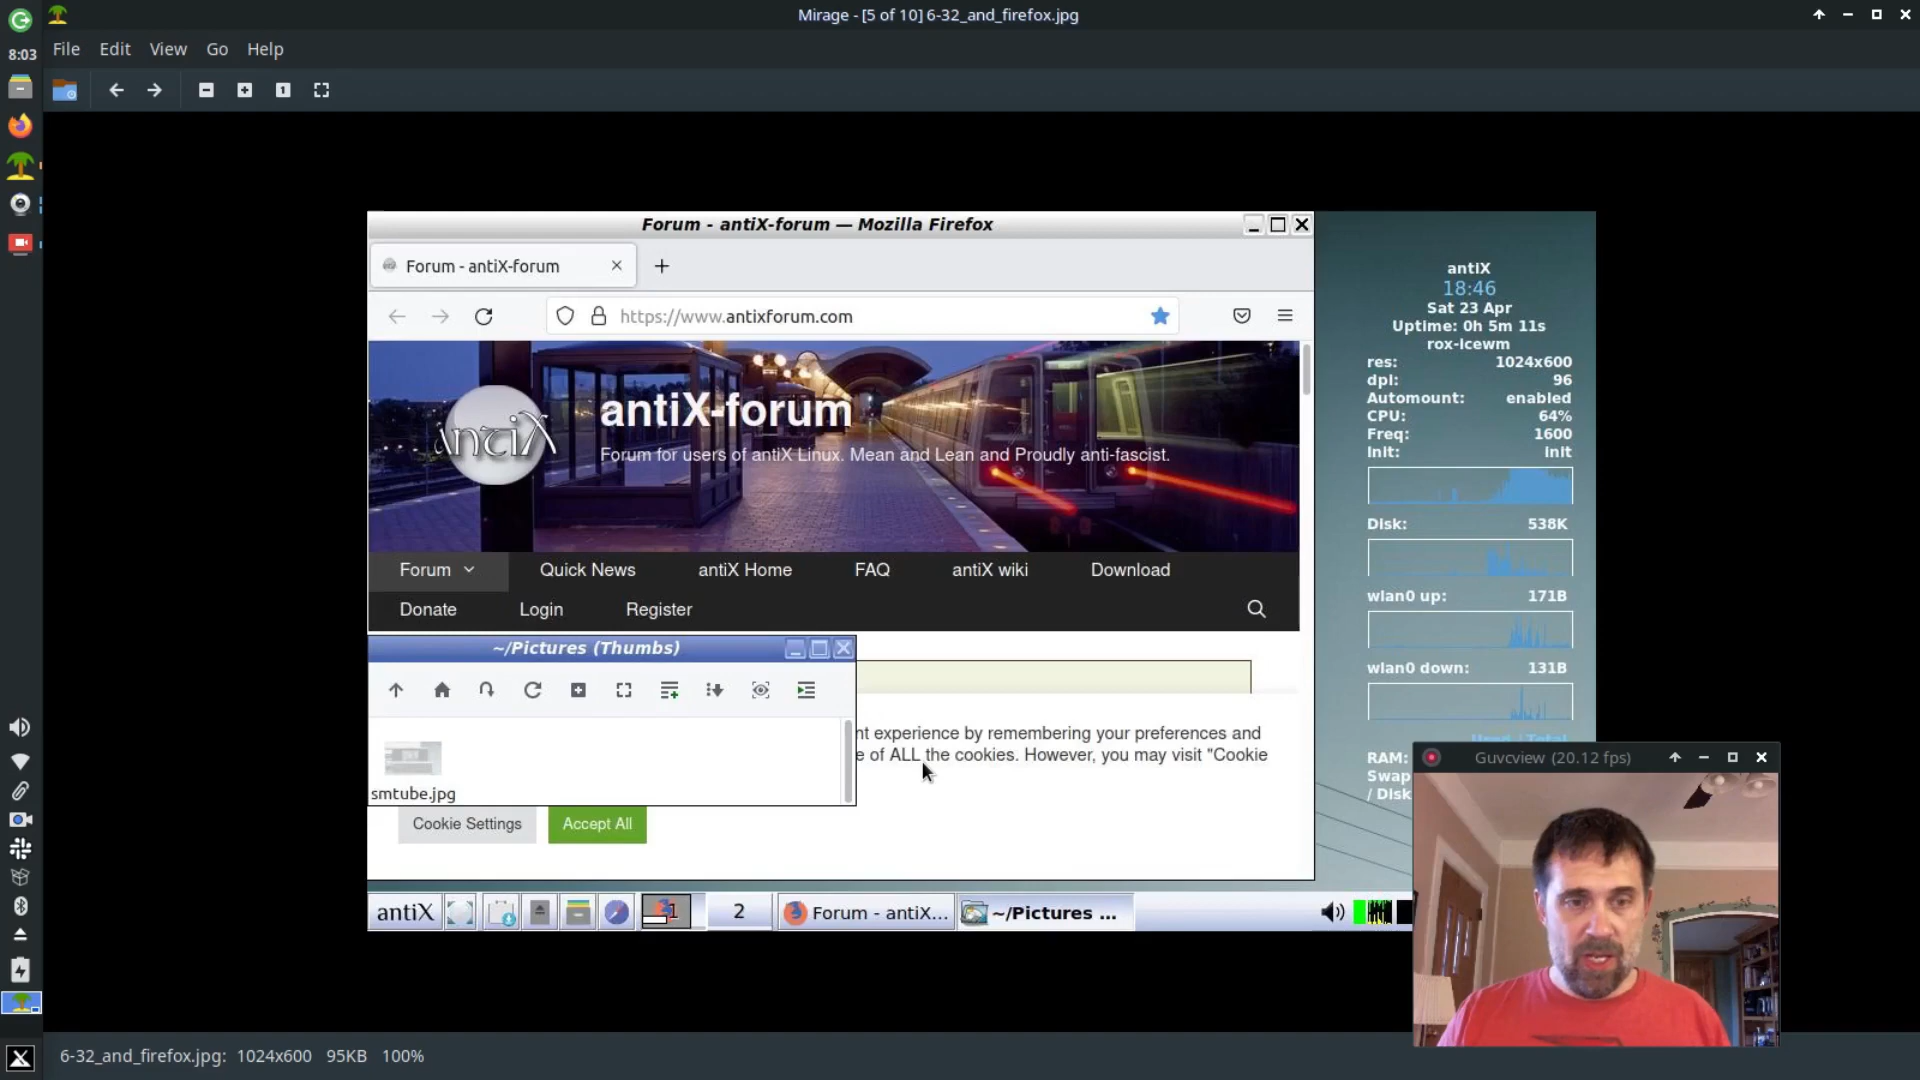 Mirage - [5 of 10] 6-32_and_firefox.jpg
8:03
File Edit View Go Help
Forum - antiX-forum — Mozilla Firefox
Forum - antiX-forum
https://www.antixforum.com
antiX
antiX-forum
Forum for users of antiX Linux. Mean and Lean and Proudly anti-fascist.
Forum Quick News antiX Home FAQ antiX wiki Download
Donate Login Register
~/Pictures (Thumbs)
smtube.jpg
nt experience by remembering your preferences and
e of ALL the cookies. However, you may visit "Cookie
Cookie Settings Accept All
antiX
18:46
Sat 23 Apr
Uptime: 0h 5m 11s
rox-icewm
res: 1024x600
dpi: 96
Automount: enabled
CPU: 64%
Freq: 1600
Init: init
Disk: 538K
wlan0 up: 171B
wlan0 down: 131B
RAM:
Swap
/ Disk
Guvcview (20.12 fps)
antiX 1 2 Forum - antiX... ~/Pictures ...
6-32_and_firefox.jpg: 1024x600 95KB 100%